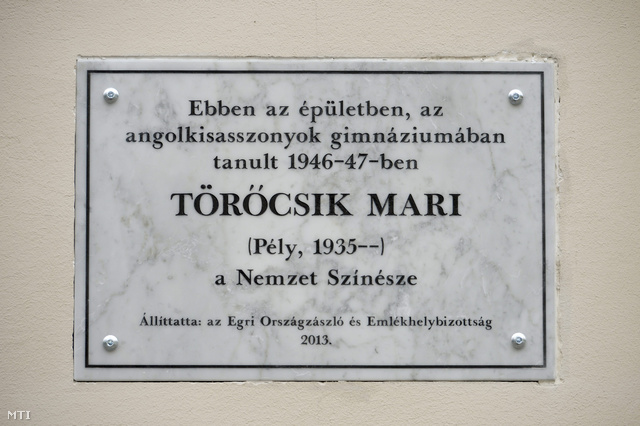 Ebben az épületben, az
angolkisasszonyok gimnáziumában
tanult 1946-47-ben
TÖRŐCSIK MARI
(Pély, 1935--)
a Nemzet Színésze
Állíttatta: az Egri Országzászló és Emlékhelybizottság
2013.
MTI